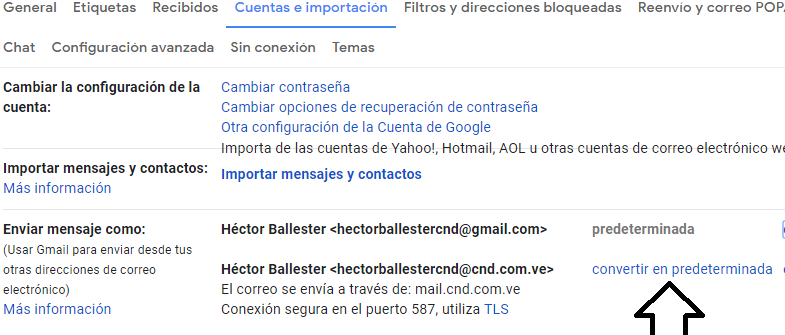 General Etiquetas Recibidos Cuentas e importación Filtros y direcciones bloqueadas Reenvío y correo POP
Chat Configuración avanzada Sin conexión Temas
Cambiar la configuración de la cuenta:
Cambiar contraseña
Cambiar opciones de recuperación de contraseña
Otra configuración de la Cuenta de Google
Importa de las cuentas de Yahoo!, Hotmail, AOL u otras cuentas de correo electrónico we
Importar mensajes y contactos:
Más información
Importar mensajes y contactos
Enviar mensaje como:
(Usar Gmail para enviar desde tus
otras direcciones de correo
electrónico)
Más información
Héctor Ballester <hectorballestercnd@gmail.com> predeterminada
Héctor Ballester <hectorballestercnd@cnd.com.ve> convertir en predeterminada
El correo se envía a través de: mail.cnd.com.ve
Conexión segura en el puerto 587, utiliza TLS